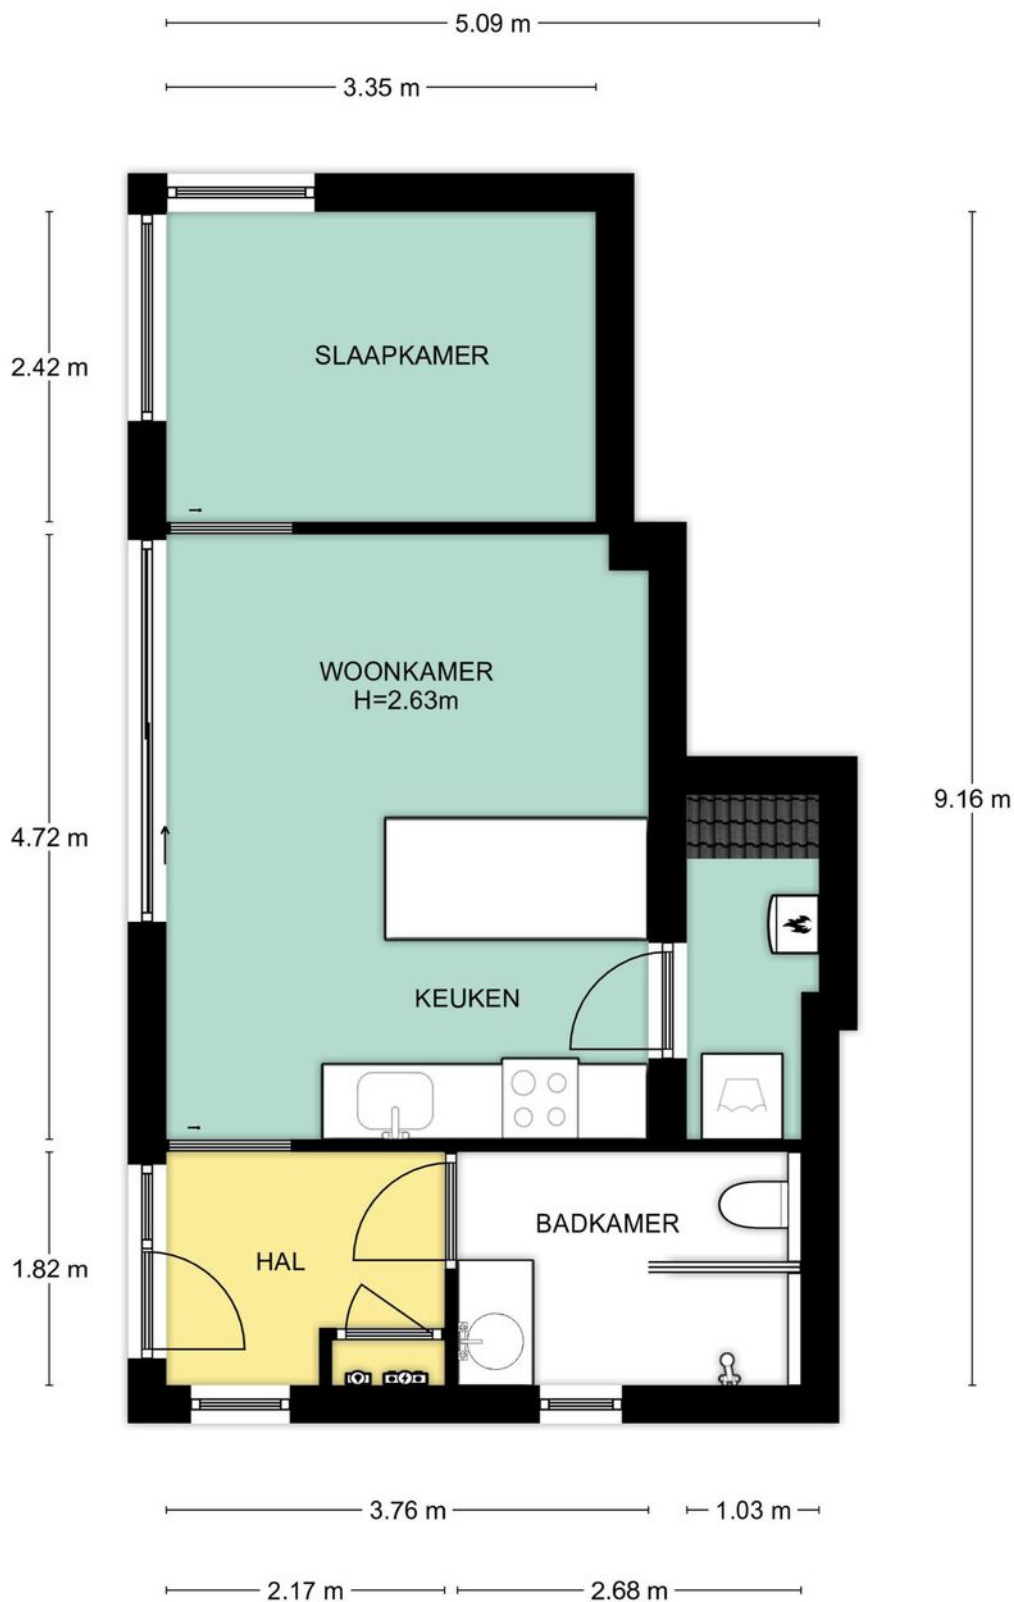 5.09 m
3.35 m
2.42 m
SLAAPKAMER
WOONKAMER
H=2.63m
9.16 m
4.72 m
KEUKEN
BADKAMER
HAL
1.82 m
3.76 m
1.03 m
2.17 m
2.68 m